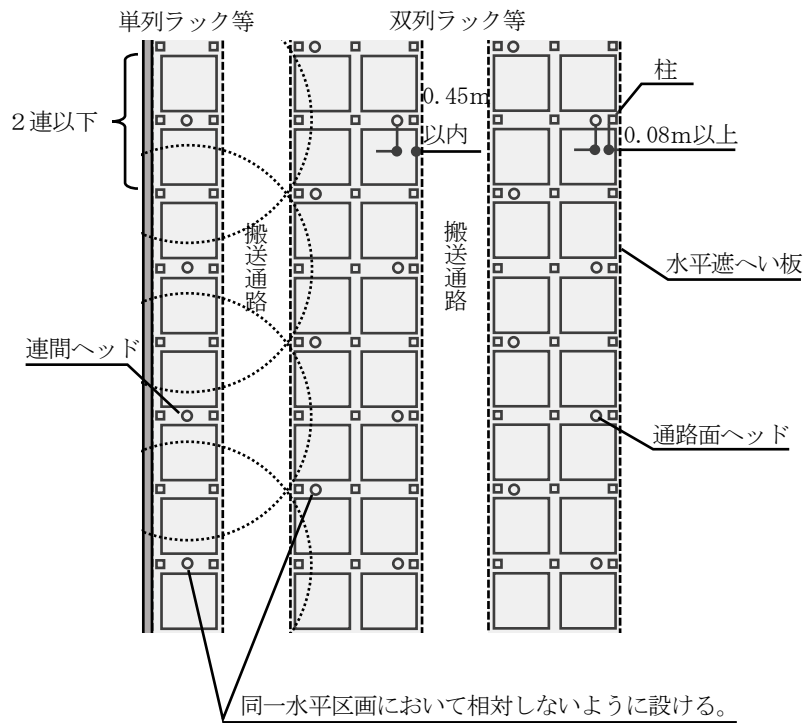 単列ラック等
双列ラック等
柱
0.45m
以内
２連以下
0.08m以上
搬送通路
搬送通路
水平遮へい板
連間ヘッド
通路面ヘッド
同一水平区画において相対しないように設ける。